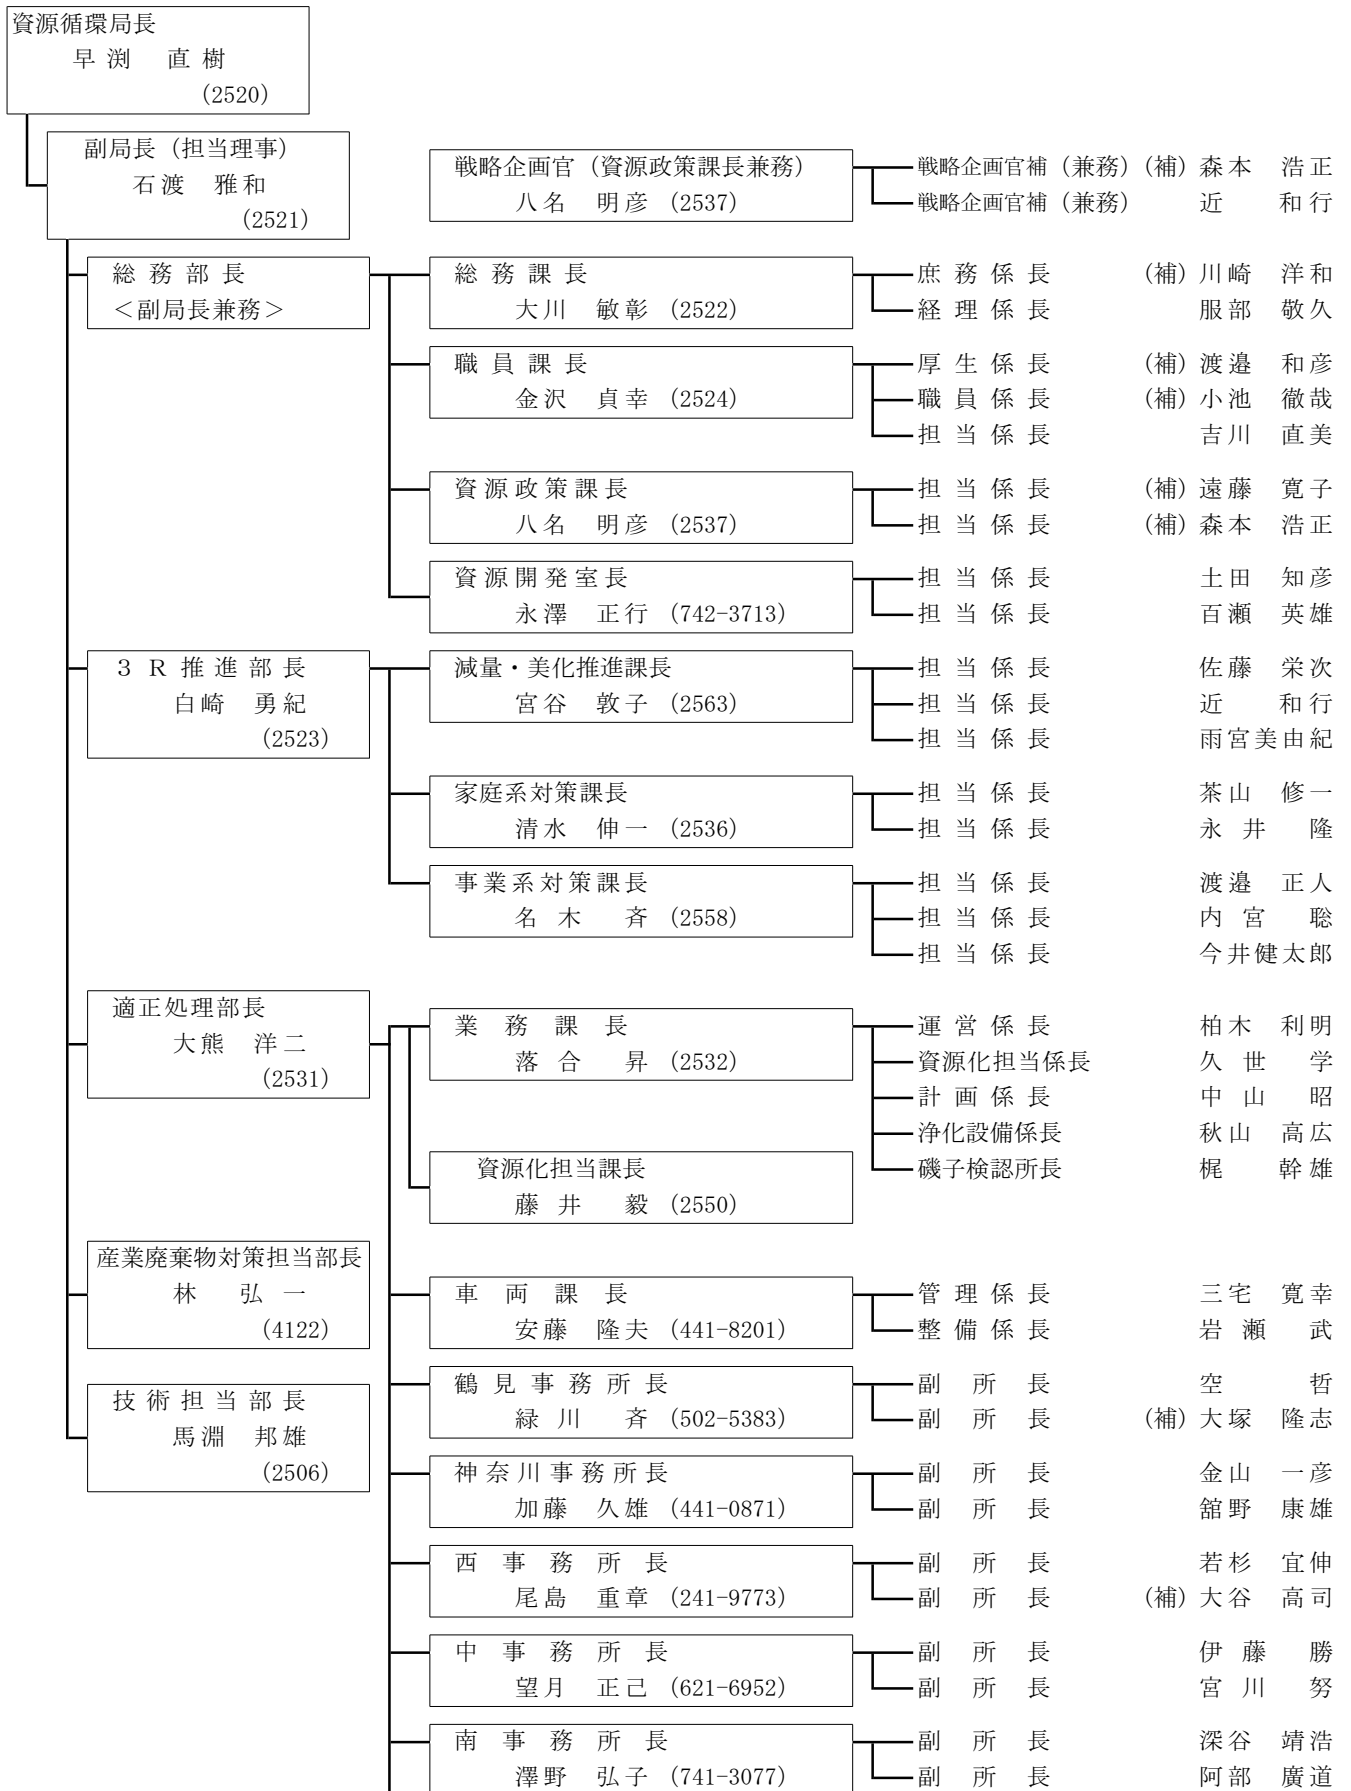 資源循環局長
早渕 直樹
(2520)
副局長（担当理事）
石渡 雅和
(2521)
戦略企画官（資源政策課長兼務）
八名 明彦 (2537)
戦略企画官補（兼務）(補) 森本 浩正
戦略企画官補（兼務） 近 和行
総務部長
＜副局長兼務＞
総務課長
大川 敏彰 (2522)
庶務係長 (補) 川崎 洋和
経理係長 服部 敬久
職員課長
金沢 貞幸 (2524)
厚生係長 (補) 渡邉 和彦
職員係長 (補) 小池 徹哉
担当係長 吉川 直美
資源政策課長
八名 明彦 (2537)
担当係長 (補) 遠藤 寛子
担当係長 (補) 森本 浩正
資源開発室長
永澤 正行 (742-3713)
担当係長 土田 知彦
担当係長 百瀬 英雄
３Ｒ推進部長
白崎 勇紀
(2523)
減量・美化推進課長
宮谷 敦子 (2563)
担当係長 佐藤 栄次
担当係長 近 和行
担当係長 雨宮美由紀
家庭系対策課長
清水 伸一 (2536)
担当係長 茶山 修一
担当係長 永井 隆
事業系対策課長
名木 斉 (2558)
担当係長 渡邉 正人
担当係長 内宮 聡
担当係長 今井健太郎
適正処理部長
大熊 洋二
(2531)
業務課長
落合 昇 (2532)
運営係長 柏木 利明
資源化担当係長 久世 学
計画係長 中山 昭
浄化設備係長 秋山 高広
磯子検認所長 梶 幹雄
資源化担当課長
藤井 毅 (2550)
産業廃棄物対策担当部長
林 弘一
(4122)
車両課長
安藤 隆夫 (441-8201)
管理係長 三宅 寛幸
整備係長 岩瀬 武
技術担当部長
馬淵 邦雄
(2506)
鶴見事務所長
緑川 斉 (502-5383)
副所長 空 哲
副所長 (補) 大塚 隆志
神奈川事務所長
加藤 久雄 (441-0871)
副所長 金山 一彦
副所長 舘野 康雄
西事務所長
尾島 重章 (241-9773)
副所長 若杉 宜伸
副所長 (補) 大谷 高司
中事務所長
望月 正己 (621-6952)
副所長 伊藤 勝
副所長 宮川 努
南事務所長
澤野 弘子 (741-3077)
副所長 深谷 靖浩
副所長 阿部 廣道